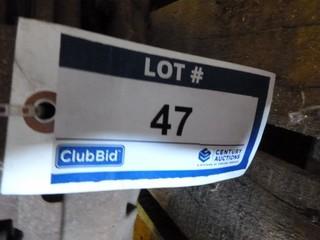 LOT #
47
ClubBid
CENTURY
AUCTIONS